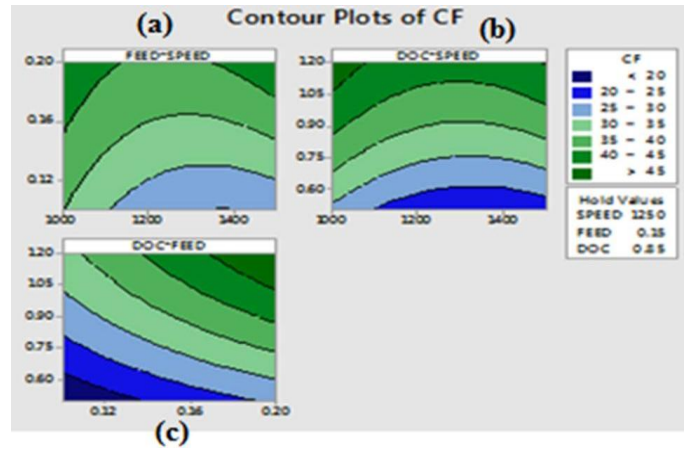 (a)
Contour Plots of CF
(b)
FEED*SPEED
0.20
0.16
0.12
1000 1200 1400
DOC*SPEED
1.20
1.05
0.90
0.75
0.60
1000 1200 1400
CF
< 20
20 – 25
25 – 30
30 – 35
35 – 40
40 – 45
> 45
Hold Values
SPEED 1250
FEED 0.15
DOC 0.85
DOC*FEED
1.20
1.05
0.90
0.75
0.60
0.12 0.16 0.20
(c)